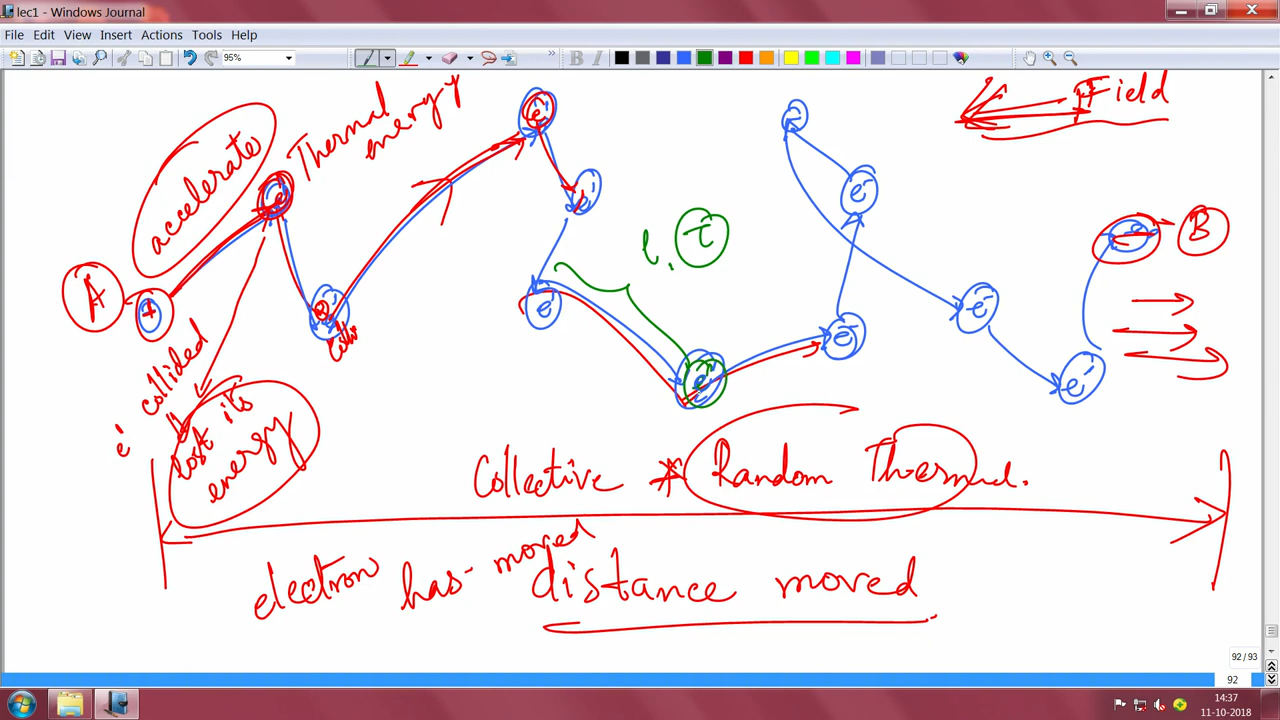 lec1 - Windows Journal
File Edit View Insert Actions Tools Help
95%
Field
accelerate
Thermal
energy
e-
e-
e-
e-
A
+
l, τ
e-
B
e-
e-
e-
e-
e-
e- collided
lost its
energy
Collective
Random Thermal.
electron has moved
distance moved
92 / 93
92
14:37
11-10-2018